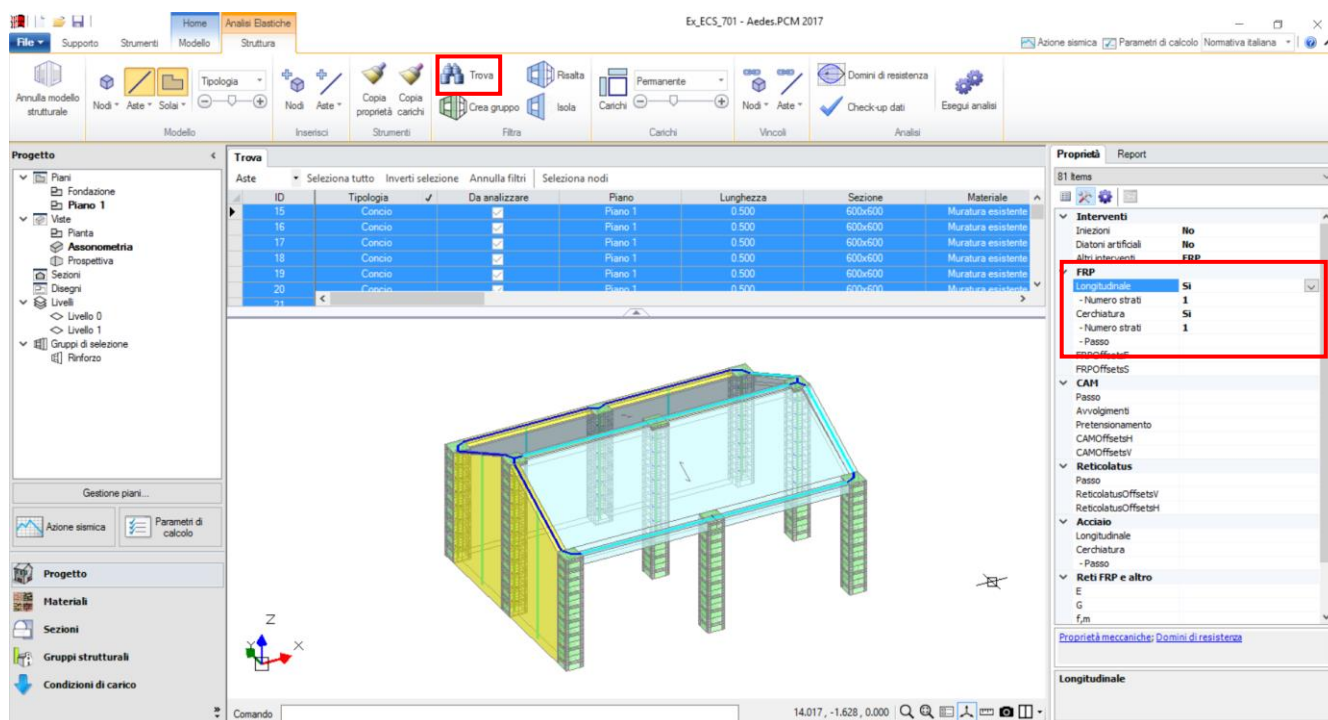 Ex_ECS_701 - Aedes.PCM 2017
Home Analisi Elastiche
File Supporto Strumenti Modello Struttura
Azione sismica Parametri di calcolo Normativa italiana
Annulla modello strutturale
Nodi Aste Solai Tipologia
Modello
Nodi Aste
Inserisci
Copia proprietà Copia carichi
Strumenti
Trova Risalta
Crea gruppo Isola
Filtra
Carichi Permanente
Carichi
Nodi Aste
Vincoli
Domini di resistenza
Check-up dati
Esegui analisi
Analisi
Progetto
Piani
Fondazione
Piano 1
Viste
Pianta
Assonometria
Prospettiva
Sezioni
Disegni
Livelli
Livello 0
Livello 1
Gruppi di selezione
Rinforzo
Gestione piani...
Azione sismica Parametri di calcolo
Progetto
Materiali
Sezioni
Gruppi strutturali
Condizioni di carico
Trova
Aste Seleziona tutto Inverti selezione Annulla filtri Seleziona nodi
ID Tipologia Da analizzare Piano Lunghezza Sezione Materiale
15 Concio Piano 1 0.500 600x600 Muratura esistente
16 Concio Piano 1 0.500 600x600 Muratura esistente
17 Concio Piano 1 0.500 600x600 Muratura esistente
18 Concio Piano 1 0.500 600x600 Muratura esistente
19 Concio Piano 1 0.500 600x600 Muratura esistente
20 Concio Piano 1 0.500 600x600 Muratura esistente
21
Z
Y
X
Comando
14.017 , -1.628 , 0.000
Proprietà Report
81 Items
Interventi
Iniezioni No
Diatoni artificiali No
Altri interventi FRP
FRP
Longitudinale Sì
- Numero strati 1
Cerchiatura Sì
- Numero strati 1
- Passo
FRPOffsetsS
CAM
Passo
Avvolgimenti
Pretensionamento
CAMOffsetsH
CAMOffsetsV
Reticolatus
Passo
ReticolatusOffsetsV
ReticolatusOffsetsH
Acciaio
Longitudinale
Cerchiatura
- Passo
Reti FRP e altro
E
G
f,m
Proprietà meccaniche; Domini di resistenza
Longitudinale